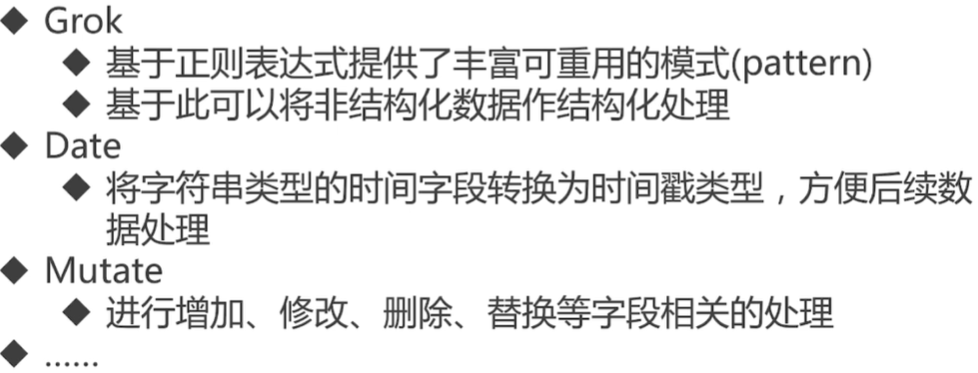 ◆ Grok
◆ 基于正则表达式提供了丰富可重用的模式(pattern)
◆ 基于此可以将非结构化数据作结构化处理
◆ Date
◆ 将字符串类型的时间字段转换为时间戳类型，方便后续数
据处理
◆ Mutate
◆ 进行增加、修改、删除、替换等字段相关的处理
◆ ......